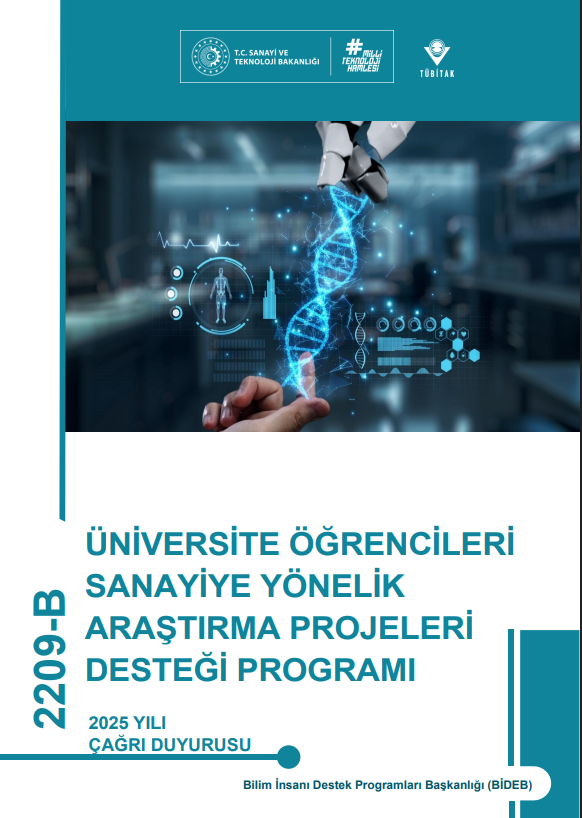 T.C. SANAYİ VE
TEKNOLOJİ BAKANLIĞI
#MİLLİ
TEKNOLOJİ
HAMLESİ
TÜBİTAK
2209-B
ÜNİVERSİTE ÖĞRENCİLERİ
SANAYİYE YÖNELİK
ARAŞTIRMA PROJELERİ
DESTEĞİ PROGRAMI
2025 YILI
ÇAĞRI DUYURUSU
Bilim İnsanı Destek Programları Başkanlığı (BİDEB)